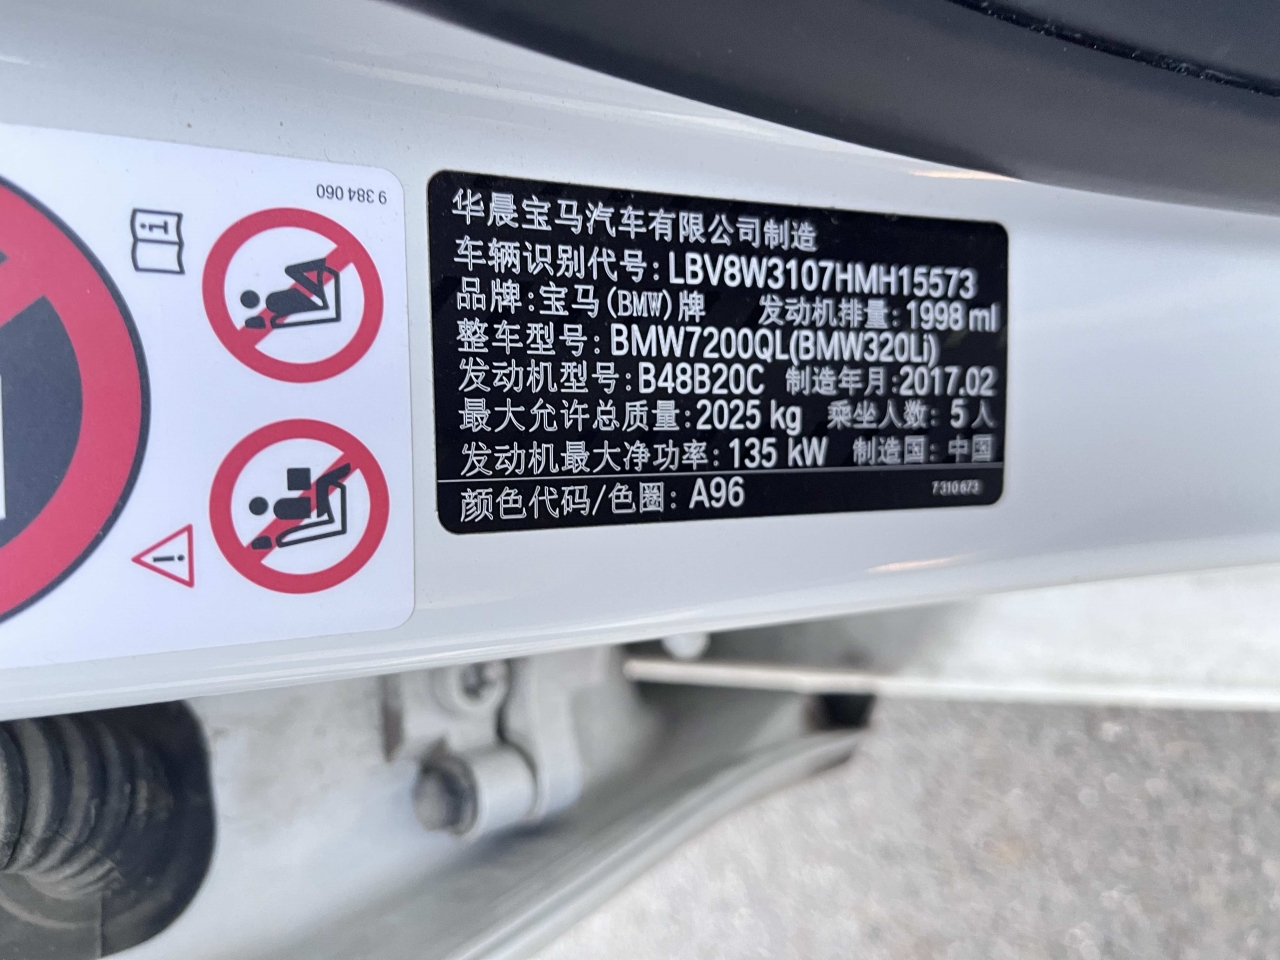 9 384 060
华晨宝马汽车有限公司制造
车辆识别代号: LBV8W3107HMH15573
品牌:宝马(BMW)牌 发动机排量: 1998 ml
整车型号: BMW7200QL(BMW320Li)
发动机型号: B48B20C 制造年月:2017.02
最大允许总质量: 2025 kg 乘坐人数: 5 人
发动机最大净功率: 135 kW 制造国: 中国
颜色代码/色圈: A96 7 310 673